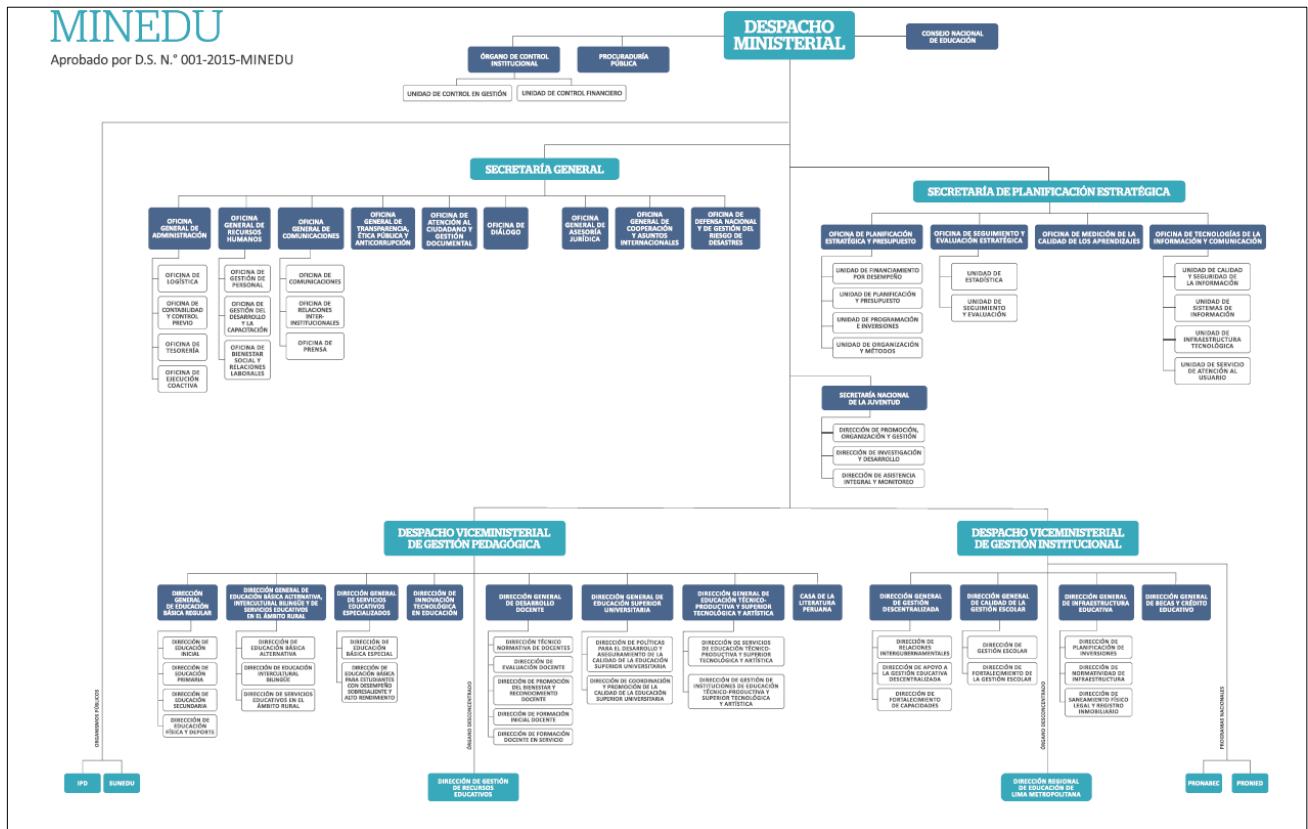 MINEDU
Aprobado por D.S. N.° 001-2015-MINEDU
DESPACHO
MINISTERIAL
CONSEJO NACIONAL
DE EDUCACIÓN
ÓRGANO DE CONTROL
INSTITUCIONAL
PROCURADURÍA
PÚBLICA
UNIDAD DE CONTROL EN GESTIÓN
UNIDAD DE CONTROL FINANCIERO
SECRETARÍA GENERAL
OFICINA
GENERAL DE
ADMINISTRACIÓN
OFICINA DE
LOGÍSTICA
OFICINA DE
CONTABILIDAD
Y CONTROL
PREVIO
OFICINA DE
TESORERÍA
OFICINA DE
EJECUCIÓN
COACTIVA
OFICINA
GENERAL DE
RECURSOS
HUMANOS
OFICINA DE
GESTIÓN DE
PERSONAL
OFICINA DE
GESTIÓN DEL
DESARROLLO
Y LA
CAPACITACIÓN
OFICINA DE
BIENESTAR
SOCIAL Y
RELACIONES
LABORALES
OFICINA
GENERAL DE
COMUNICACIONES
OFICINA DE
COMUNICACIONES
OFICINA DE
RELACIONES
INTER-
INSTITUCIONALES
OFICINA DE
PRENSA
OFICINA
GENERAL DE
TRANSPARENCIA,
ÉTICA PÚBLICA Y
ANTICORRUPCIÓN
OFICINA DE
ATENCIÓN AL
CIUDADANO Y
GESTIÓN
DOCUMENTAL
OFICINA DE
DIÁLOGO
OFICINA
GENERAL DE
ASESORÍA
JURÍDICA
OFICINA
GENERAL DE
COOPERACIÓN
Y ASUNTOS
INTERNACIONALES
OFICINA DE
DEFENSA NACIONAL
Y DE GESTIÓN DEL
RIESGO DE
DESASTRES
SECRETARÍA DE PLANIFICACIÓN ESTRATÉGICA
OFICINA DE PLANIFICACIÓN
ESTRATÉGICA Y PRESUPUESTO
UNIDAD DE FINANCIAMIENTO
POR DESEMPEÑO
UNIDAD DE PLANIFICACIÓN
Y PRESUPUESTO
UNIDAD DE PROGRAMACIÓN
E INVERSIONES
UNIDAD DE ORGANIZACIÓN
Y MÉTODOS
OFICINA DE SEGUIMIENTO Y
EVALUACIÓN ESTRATÉGICA
UNIDAD DE
ESTADÍSTICA
UNIDAD DE
SEGUIMIENTO
Y EVALUACIÓN
OFICINA DE MEDICIÓN DE LA
CALIDAD DE LOS APRENDIZAJES
OFICINA DE TECNOLOGÍAS DE LA
INFORMACIÓN Y COMUNICACIÓN
UNIDAD DE CALIDAD
Y SEGURIDAD DE
LA INFORMACIÓN
UNIDAD DE
SISTEMAS DE
INFORMACIÓN
UNIDAD DE
INFRAESTRUCTURA
TECNOLÓGICA
UNIDAD DE SERVICIO
DE ATENCIÓN AL
USUARIO
SECRETARÍA NACIONAL
DE LA JUVENTUD
DIRECCIÓN DE PROMOCIÓN,
ORGANIZACIÓN Y GESTIÓN
DIRECCIÓN DE INVESTIGACIÓN
Y DESARROLLO
DIRECCIÓN DE ASISTENCIA
INTEGRAL Y MONITOREO
DESPACHO VICEMINISTERIAL
DE GESTIÓN PEDAGÓGICA
DIRECCIÓN
GENERAL
DE EDUCACIÓN
BÁSICA REGULAR
DIRECCIÓN DE
EDUCACIÓN
INICIAL
DIRECCIÓN DE
EDUCACIÓN
PRIMARIA
DIRECCIÓN DE
EDUCACIÓN
SECUNDARIA
DIRECCIÓN DE
EDUCACIÓN
FÍSICA Y DEPORTE
DIRECCIÓN GENERAL DE
EDUCACIÓN BÁSICA ALTERNATIVA,
INTERCULTURAL BILINGÜE Y DE
SERVICIOS EDUCATIVOS
EN EL ÁMBITO RURAL
DIRECCIÓN DE
EDUCACIÓN BÁSICA
ALTERNATIVA
DIRECCIÓN DE EDUCACIÓN
INTERCULTURAL
BILINGÜE
DIRECCIÓN DE SERVICIOS
EDUCATIVOS EN EL
ÁMBITO RURAL
DIRECCIÓN GENERAL
DE SERVICIOS
EDUCATIVOS
ESPECIALIZADOS
DIRECCIÓN DE
EDUCACIÓN
BÁSICA ESPECIAL
DIRECCIÓN DE
EDUCACIÓN BÁSICA
PARA ESTUDIANTES
CON DESEMPEÑO
SOBRESALIENTE Y
ALTO RENDIMIENTO
DIRECCIÓN DE
INNOVACIÓN
TECNOLÓGICA
EN EDUCACIÓN
DIRECCIÓN GENERAL
DE DESARROLLO
DOCENTE
DIRECCIÓN TÉCNICO
NORMATIVA DE DOCENTES
DIRECCIÓN DE
EVALUACIÓN DOCENTE
DIRECCIÓN DE PROMOCIÓN
DEL BIENESTAR Y
RECONOCIMIENTO
DOCENTE
DIRECCIÓN DE FORMACIÓN
INICIAL DOCENTE
DIRECCIÓN DE FORMACIÓN
DOCENTE EN SERVICIO
DIRECCIÓN GENERAL DE
EDUCACIÓN SUPERIOR
UNIVERSITARIA
DIRECCIÓN DE POLÍTICAS
PARA EL DESARROLLO Y
ASEGURAMIENTO DE LA
CALIDAD DE LA EDUCACIÓN
SUPERIOR UNIVERSITARIA
DIRECCIÓN DE COORDINACIÓN
Y PROMOCIÓN DE LA
CALIDAD DE LA EDUCACIÓN
SUPERIOR UNIVERSITARIA
DIRECCIÓN GENERAL DE
EDUCACIÓN TÉCNICO-
PRODUCTIVA Y SUPERIOR
TECNOLÓGICA Y ARTÍSTICA
DIRECCIÓN DE SERVICIOS
DE EDUCACIÓN TÉCNICO-
PRODUCTIVA Y SUPERIOR
TECNOLÓGICA Y ARTÍSTICA
DIRECCIÓN DE GESTIÓN DE
INSTITUCIONES DE EDUCACIÓN
TÉCNICO-PRODUCTIVA Y
SUPERIOR TECNOLÓGICA
Y ARTÍSTICA
CASA DE LA
LITERATURA
PERUANA
ÓRGANO DESCONCENTRADO
DIRECCIÓN DE GESTIÓN
DE RECURSOS
EDUCATIVOS
DESPACHO VICEMINISTERIAL
DE GESTIÓN INSTITUCIONAL
DIRECCIÓN
GENERAL
DE GESTIÓN
DESCENTRALIZADA
DIRECCIÓN DE
RELACIONES
INTERGUBERNAMENTALES
DIRECCIÓN DE APOYO A
LA GESTIÓN EDUCATIVA
DESCENTRALIZADA
DIRECCIÓN DE
FORTALECIMIENTO
DE CAPACIDADES
DIRECCIÓN GENERAL
DE CALIDAD DE LA
GESTIÓN ESCOLAR
DIRECCIÓN DE
GESTIÓN ESCOLAR
DIRECCIÓN DE
FORTALECIMIENTO DE
LA GESTIÓN ESCOLAR
DIRECCIÓN GENERAL
DE INFRAESTRUCTURA
EDUCATIVA
DIRECCIÓN DE
PLANIFICACIÓN DE
INVERSIONES
DIRECCIÓN DE
NORMATIVIDAD DE
INFRAESTRUCTURA
DIRECCIÓN DE
SANEAMIENTO FÍSICO
LEGAL Y REGISTRO
INMOBILIARIO
DIRECCIÓN GENERAL
DE BECAS Y CRÉDITO
EDUCATIVO
ÓRGANO DESCONCENTRADO
DIRECCIÓN REGIONAL
DE EDUCACIÓN DE
LIMA METROPOLITANA
PROGRAMAS NACIONALES
PRONABEC
PRONIED
ORGANISMOS PÚBLICOS
IPD
SUNEDU